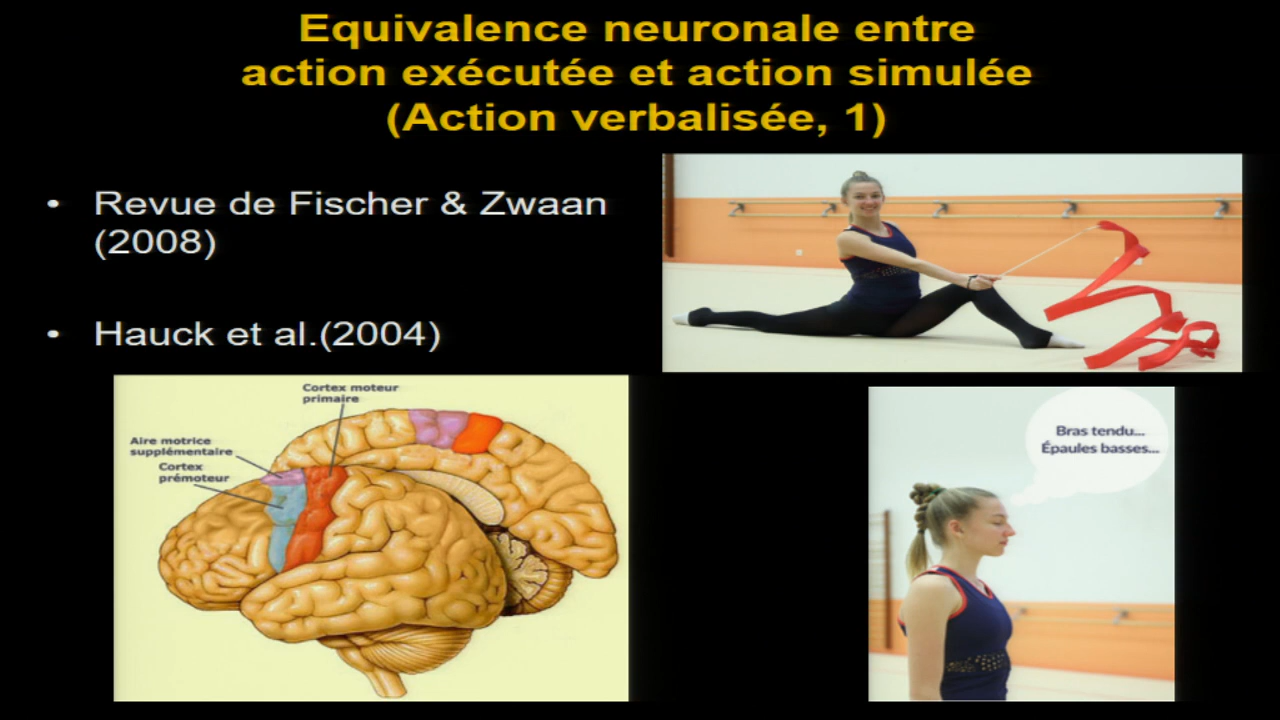 Equivalence neuronale entre
action exécutée et action simulée
(Action verbalisée, 1)
• Revue de Fischer & Zwaan
(2008)
• Hauck et al.(2004)
Cortex moteur
primaire
Aire motrice
supplémentaire
Cortex
prémoteur
Bras tendu...
Épaules basses...